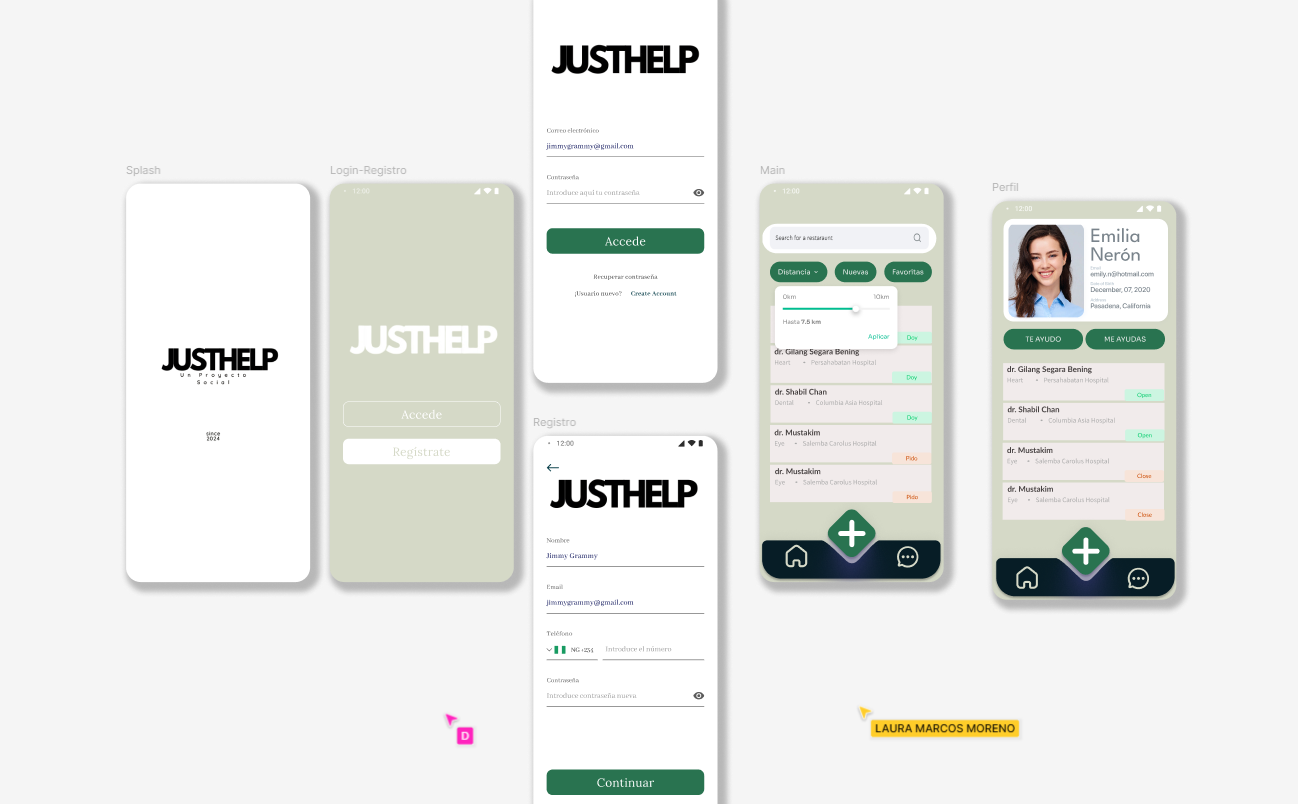 Splash
JUSTHELP
Un Proyecto
Social
since
2024
Login-Registro
12:00
JUSTHELP
Accede
Regístrate
JUSTHELP
Correo electrónico
jimmygrammy@gmail.com
Contraseña
Introduce aquí tu contraseña
Accede
Recuperar contraseña
¡Usuario nuevo? Create Account
Registro
12:00
JUSTHELP
Nombre
Jimmy Grammy
Email
jimmygrammy@gmail.com
Teléfono
NG +234 Introduce el número
Contraseña
Introduce contraseña nueva
Continuar
Main
12:00
Search for a restaraunt
Distancia Nuevas Favoritas
0km 10km
Hasta 7.5 km
Aplicar
Doy
dr. Gilang Segara Bening
Heart • Persahabatan Hospital
Doy
dr. Shabil Chan
Dental • Columbia Asia Hospital
Doy
dr. Mustakim
Eye • Salemba Carolus Hospital
Pido
dr. Mustakim
Eye • Salemba Carolus Hospital
Pido
Perfil
12:00
Emilia
Nerón
Email
emily.n@hotmail.com
Date of Birth
December, 07, 2020
Address
Pasadena, California
TE AYUDO ME AYUDAS
dr. Gilang Segara Bening
Heart • Persahabatan Hospital
Open
dr. Shabil Chan
Dental • Columbia Asia Hospital
Open
dr. Mustakim
Eye • Salemba Carolus Hospital
Close
dr. Mustakim
Eye • Salemba Carolus Hospital
Close
D
LAURA MARCOS MORENO